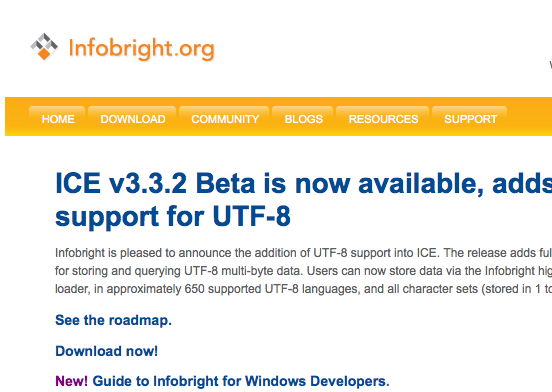 Infobright.org
HOME DOWNLOAD COMMUNITY BLOGS RESOURCES SUPPORT
ICE v3.3.2 Beta is now available, adds
support for UTF-8
Infobright is pleased to announce the addition of UTF-8 support into ICE. The release adds
for storing and querying UTF-8 multi-byte data. Users can now store data via the Infobright
loader, in approximately 650 supported UTF-8 languages, and all character sets (stored in 1
See the roadmap.
Download now!
New! Guide to Infobright for Windows Developers.